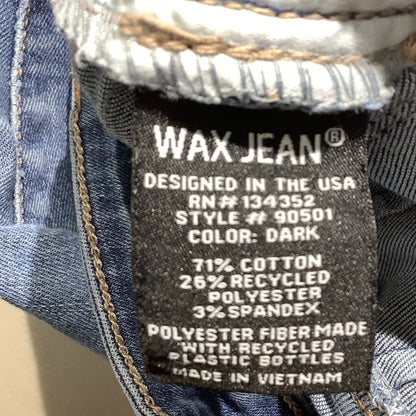 WAX JEAN®
DESIGNED IN THE USA
RN# 134352
STYLE # 90501
COLOR: DARK
71% COTTON
26% RECYCLED
POLYESTER
3% SPANDEX
POLYESTER FIBER MADE
WITH RECYCLED
PLASTIC BOTTLES
MADE IN VIETNAM